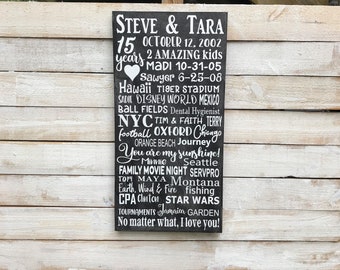 STEVE & TARA
15 years OCTOBER 12, 2002
2 AMAZING KIDS
MADI 10-31-05
SAWYER 6-23-08
Hawaii TIGER STADIUM
SADIE DISNEY WORLD MEXICO
BALL FIELDS Dental Hygienist
NYC TIM & FAITH TERRY
football OXFORD Chicago
ORANGE BEACH Journey
You are my sunshine!
MINNIE Seattle
FAMILY MOVIE NIGHT SERVPRO
TOM MAYA Montana
Earth, Wind & Fire fishing
CPA Clinton STAR WARS
TOURNAMENTS Jamaica GARDEN
No matter what, I love you!